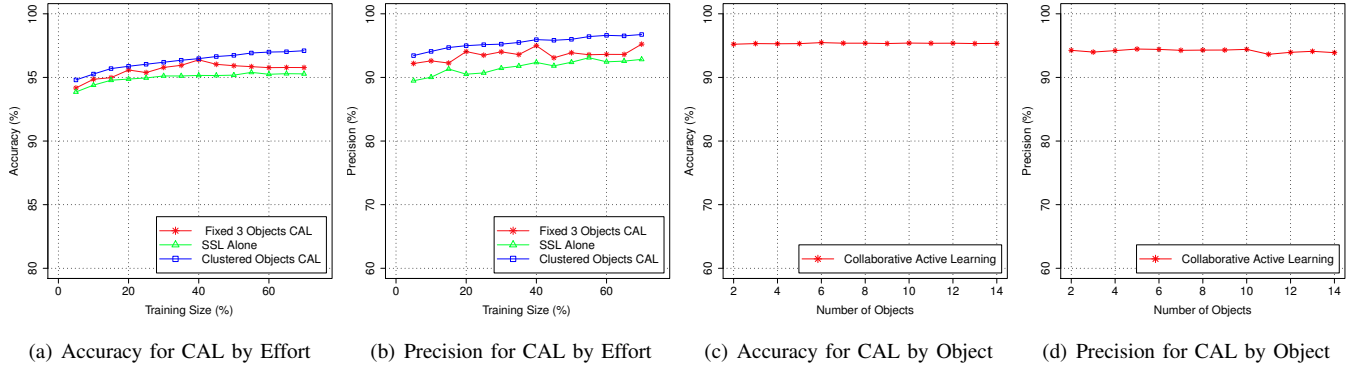 Accuracy (%)
100
95
90
85
80
0 20 40 60
Training Size (%)
Fixed 3 Objects CAL
SSL Alone
Clustered Objects CAL
(a) Accuracy for CAL by Effort
Precision (%)
100
90
80
70
60
0 20 40 60
Training Size (%)
Fixed 3 Objects CAL
SSL Alone
Clustered Objects CAL
(b) Precision for CAL by Effort
Accuracy (%)
100
90
80
70
60
2 4 6 8 10 12 14
Number of Objects
Collaborative Active Learning
(c) Accuracy for CAL by Object
Precision (%)
100
90
80
70
60
2 4 6 8 10 12 14
Number of Objects
Collaborative Active Learning
(d) Precision for CAL by Object